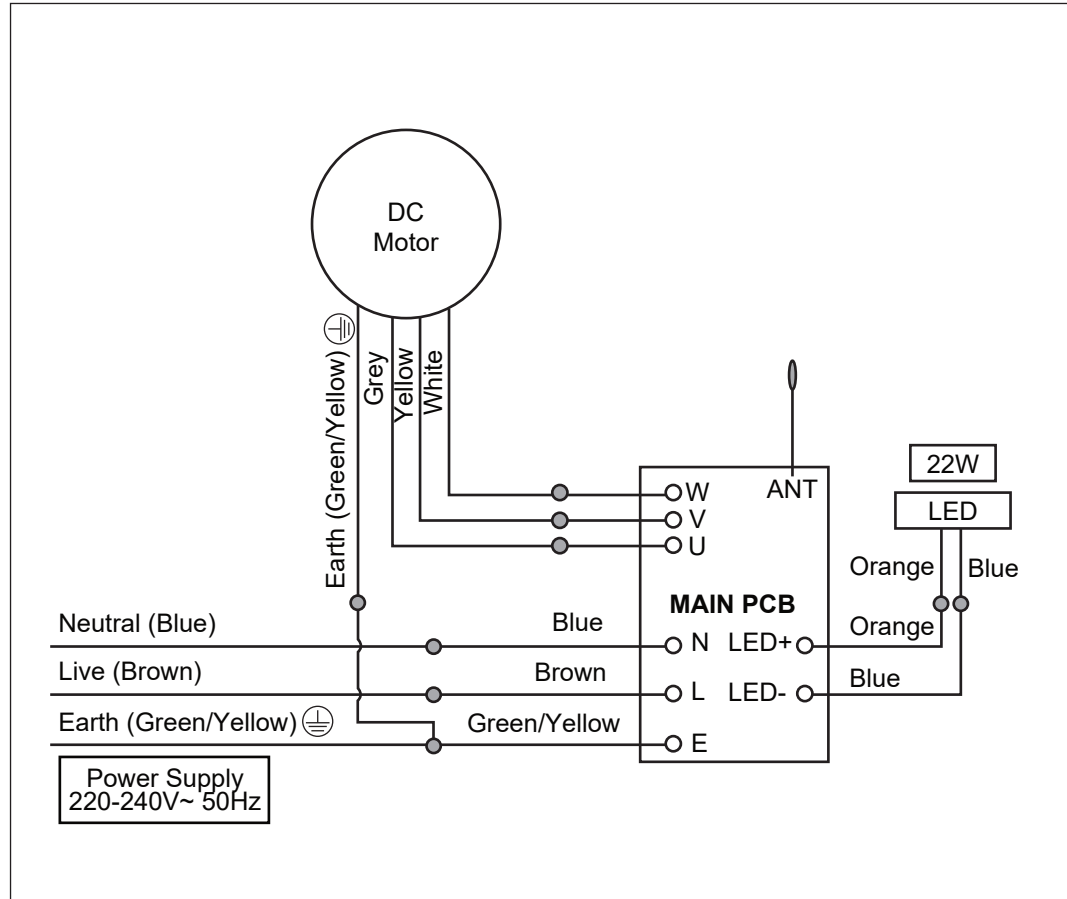 DC
Motor
Earth (Green/Yellow)
Grey
Yellow
White
W
ANT
V
U
22W
LED
Orange
Blue
MAIN PCB
Neutral (Blue)
Blue
N
LED+
Orange
Live (Brown)
Brown
L
LED-
Blue
Earth (Green/Yellow)
Green/Yellow
E
Power Supply
220-240V~ 50Hz